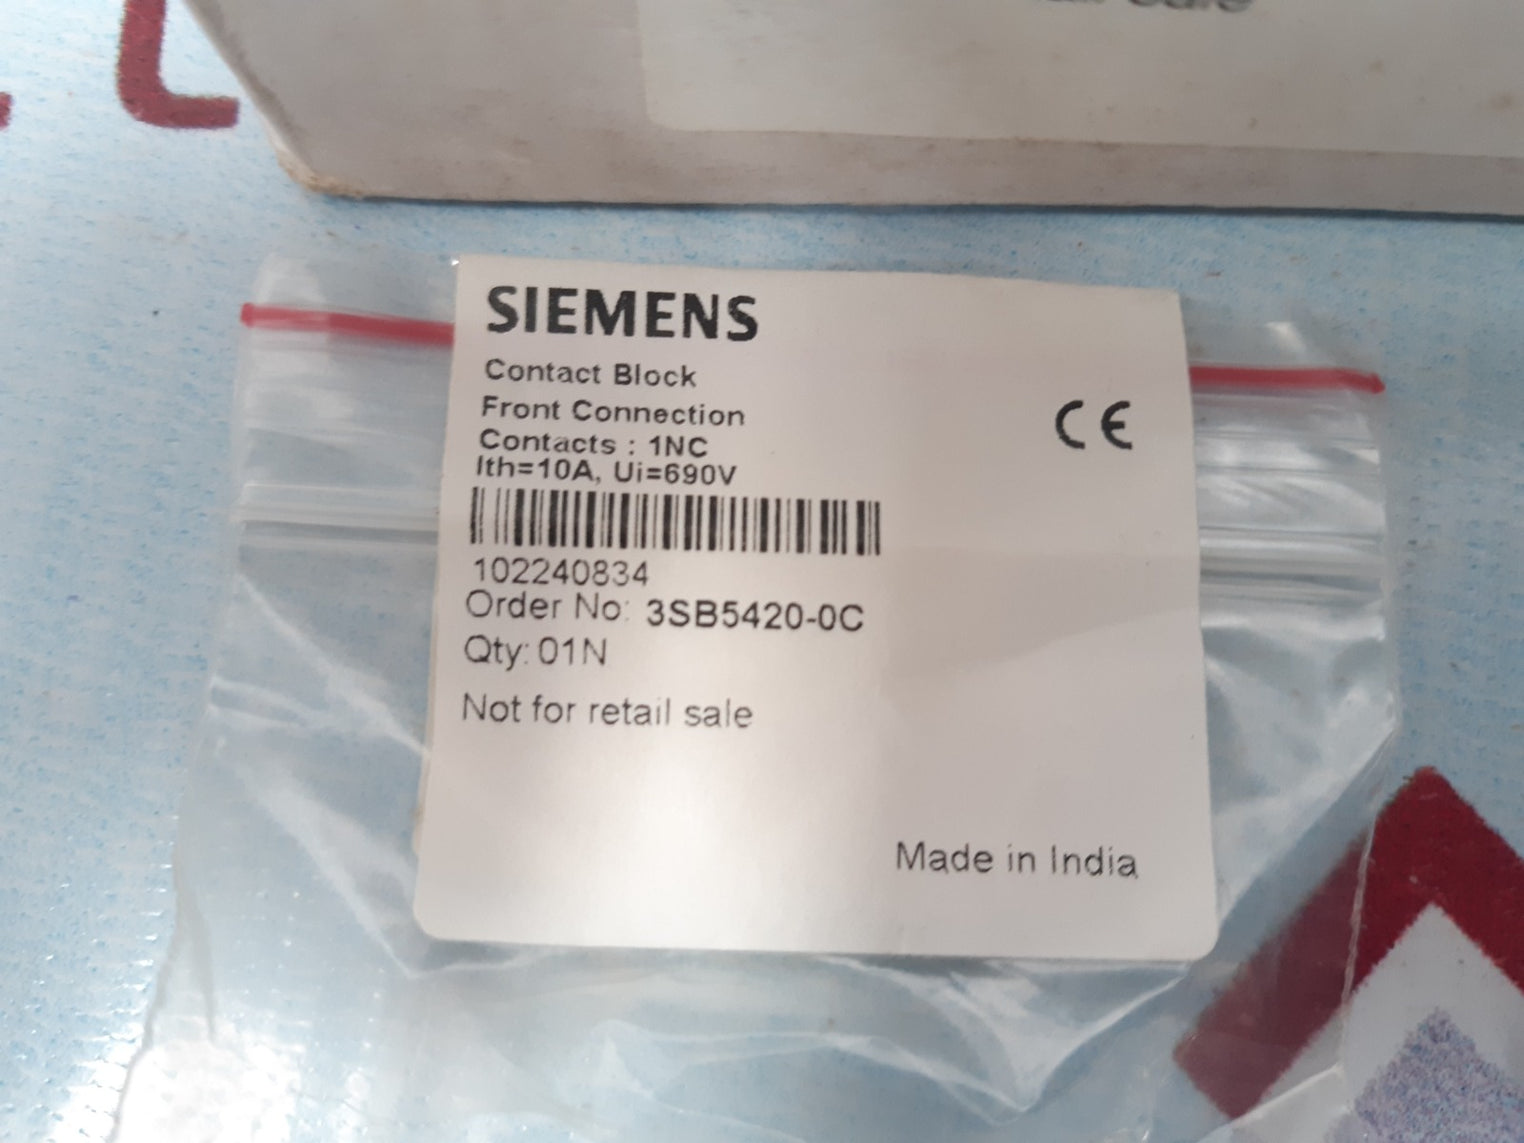 sale
SIEMENS
Contact Block
Front Connection
Contacts : 1NC
Ith=10A, Ui=690V
CE
102240834
Order No: 3SB5420-0C
Qty: 01N
Not for retail sale
Made in India